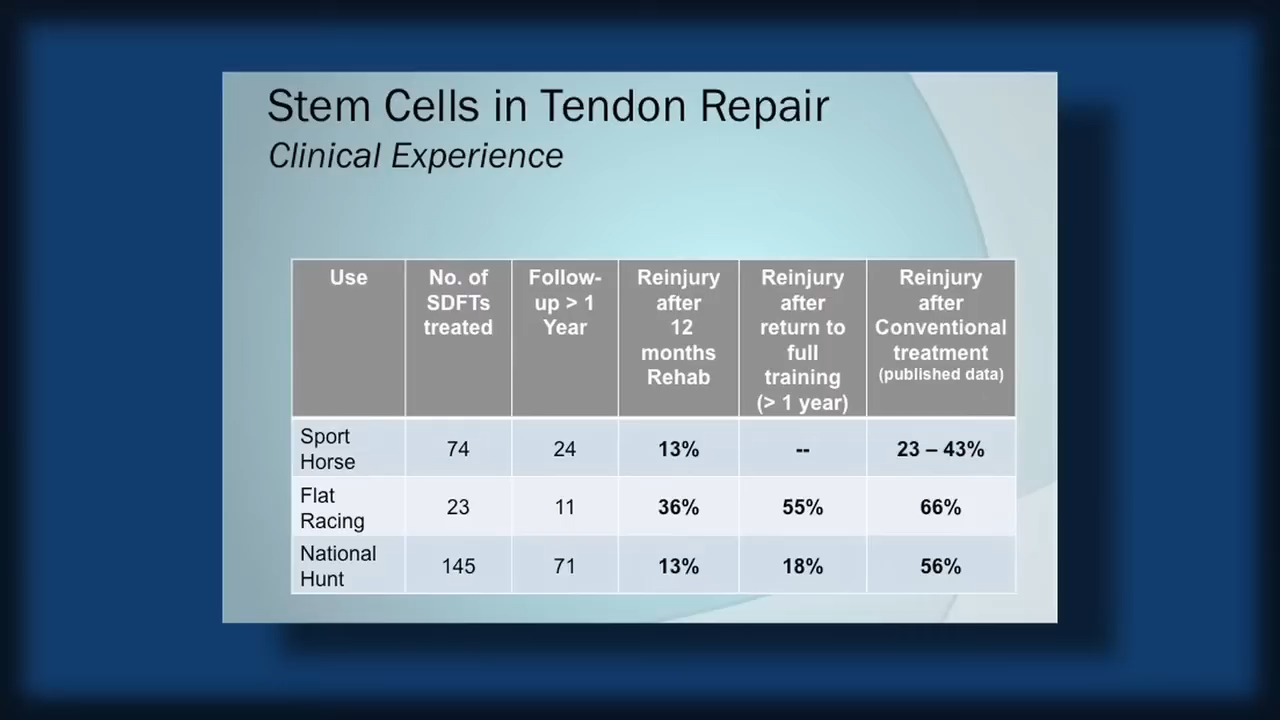 Stem Cells in Tendon Repair
Clinical Experience
Use
No. of
SDFTs
treated
Follow-
up > 1
Year
Reinjury
after
12
months
Rehab
Reinjury
after
return to
full
training
(> 1 year)
Reinjury
after
Conventional
treatment
(published data)
Sport
Horse
74
24
13%
--
23 – 43%
Flat
Racing
23
11
36%
55%
66%
National
Hunt
145
71
13%
18%
56%